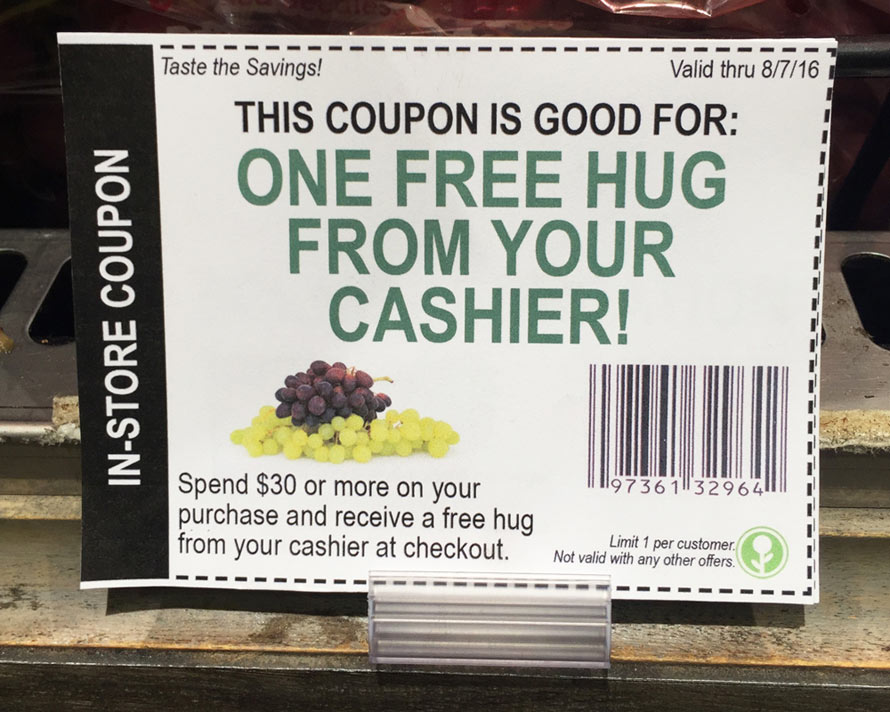 Taste the Savings!
Valid thru 8/7/16
THIS COUPON IS GOOD FOR:
ONE FREE HUG
FROM YOUR
CASHIER!
IN-STORE COUPON
Spend $30 or more on your
purchase and receive a free hug
from your cashier at checkout.
97361 32964
Limit 1 per customer.
Not valid with any other offers.